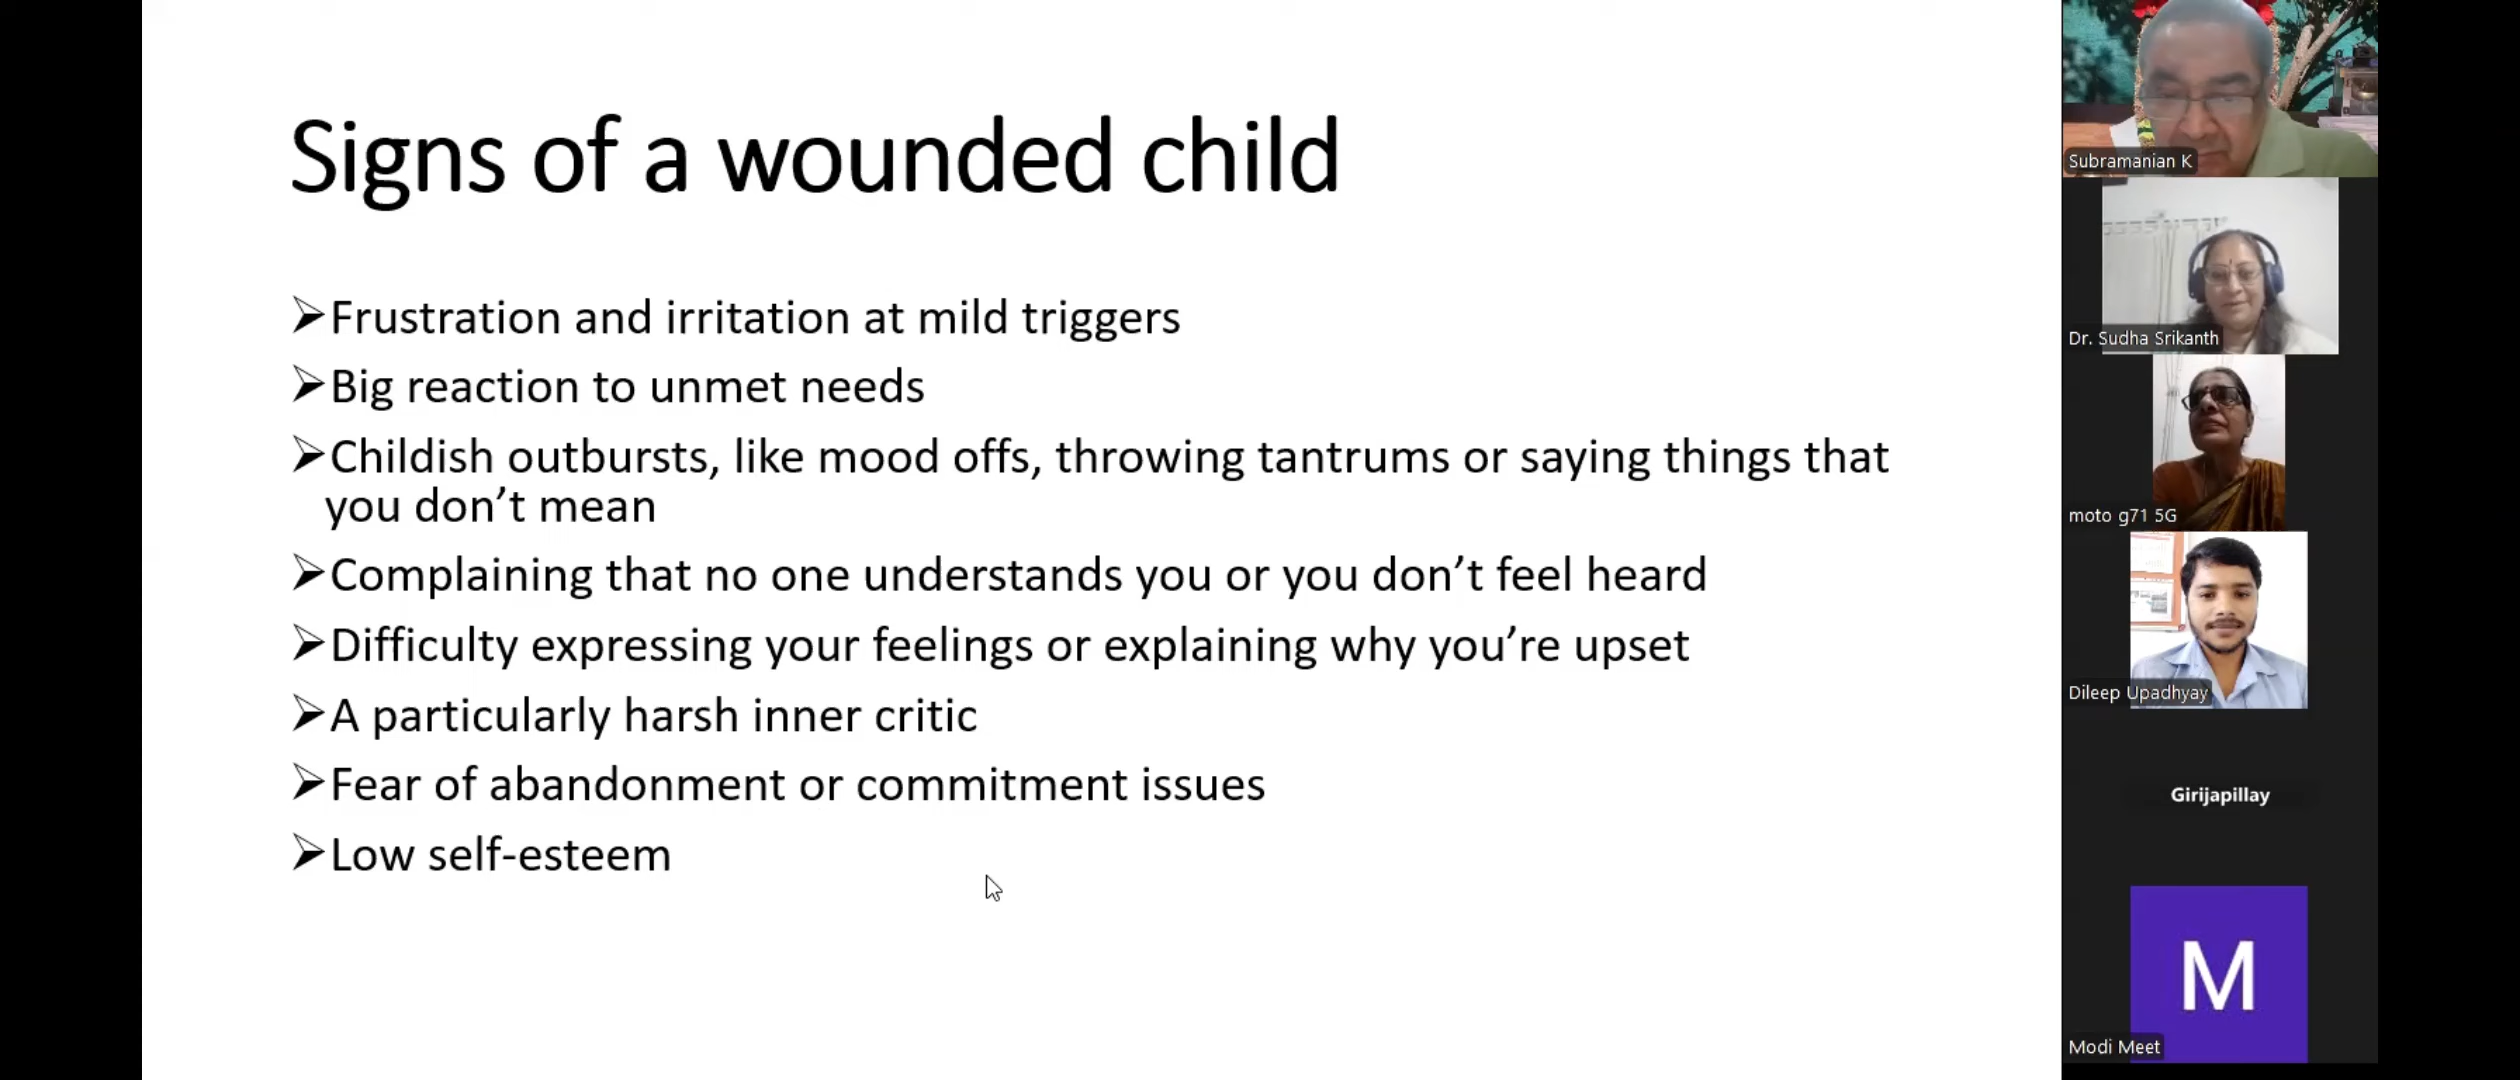 Signs of a wounded child
➢Frustration and irritation at mild triggers
➢Big reaction to unmet needs
➢Childish outbursts, like mood offs, throwing tantrums or saying things that
you don’t mean
➢Complaining that no one understands you or you don’t feel heard
➢Difficulty expressing your feelings or explaining why you’re upset
➢A particularly harsh inner critic
➢Fear of abandonment or commitment issues
➢Low self-esteem
Subramanian K
Dr. Sudha Srikanth
moto g71 5G
Dileep Upadhyay
Girijapillay
M
Modi Meet